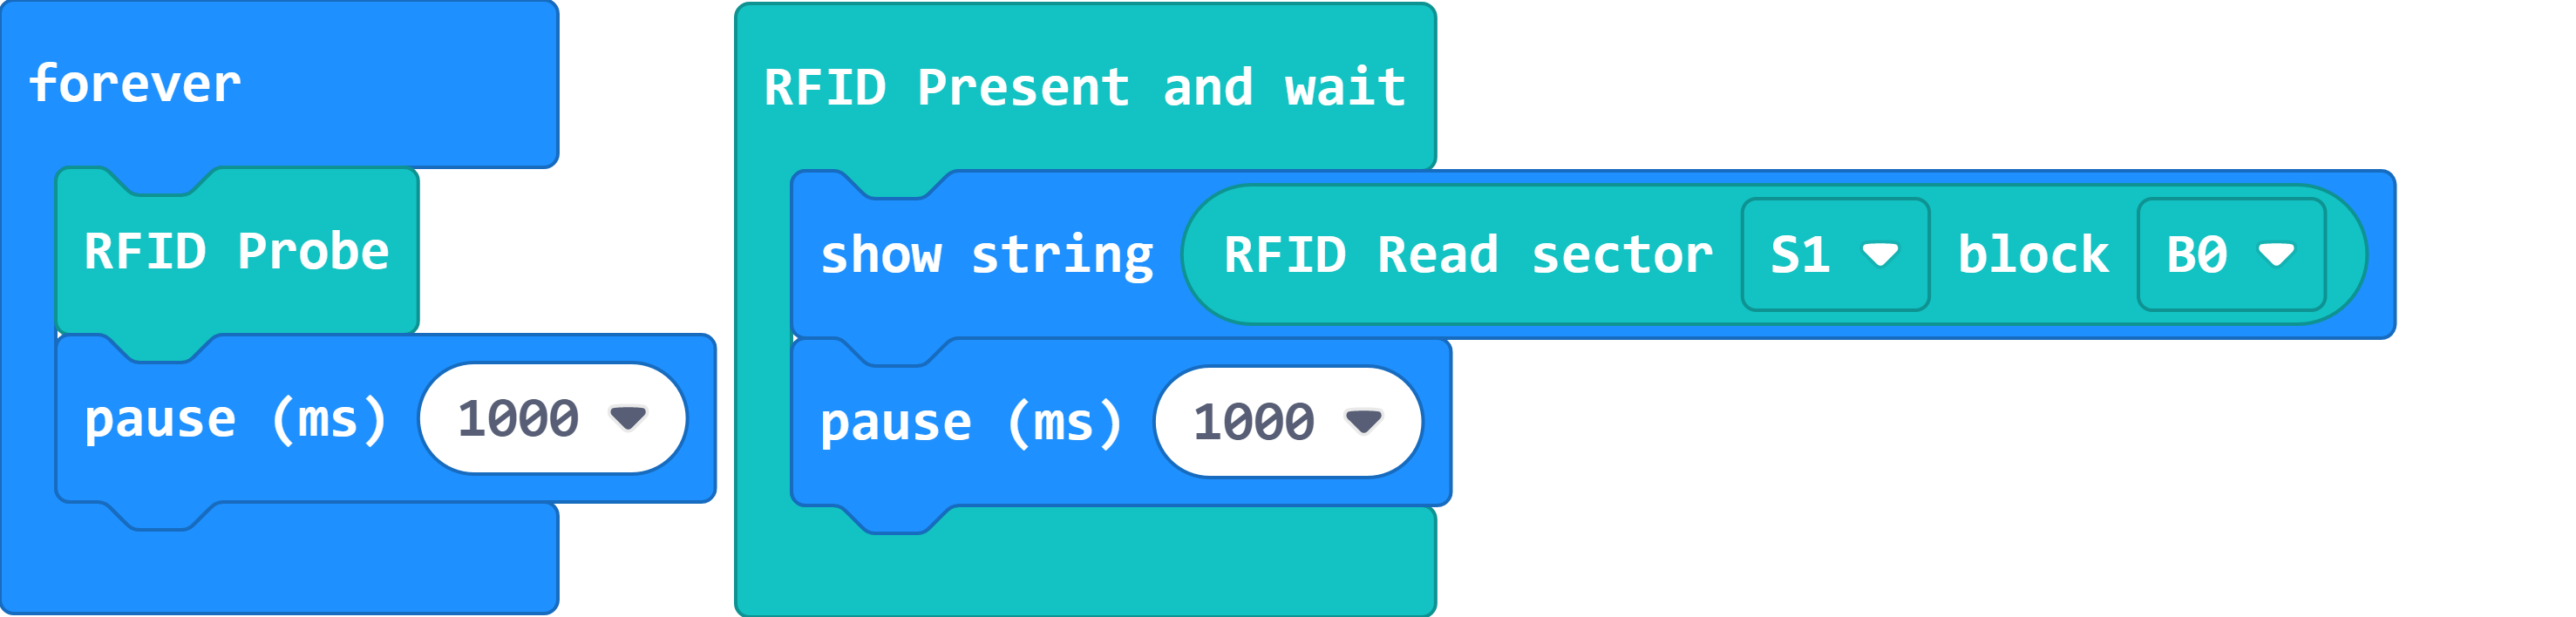 forever
RFID Probe
pause (ms) 1000
RFID Present and wait
show string RFID Read sector S1 block B0
pause (ms) 1000